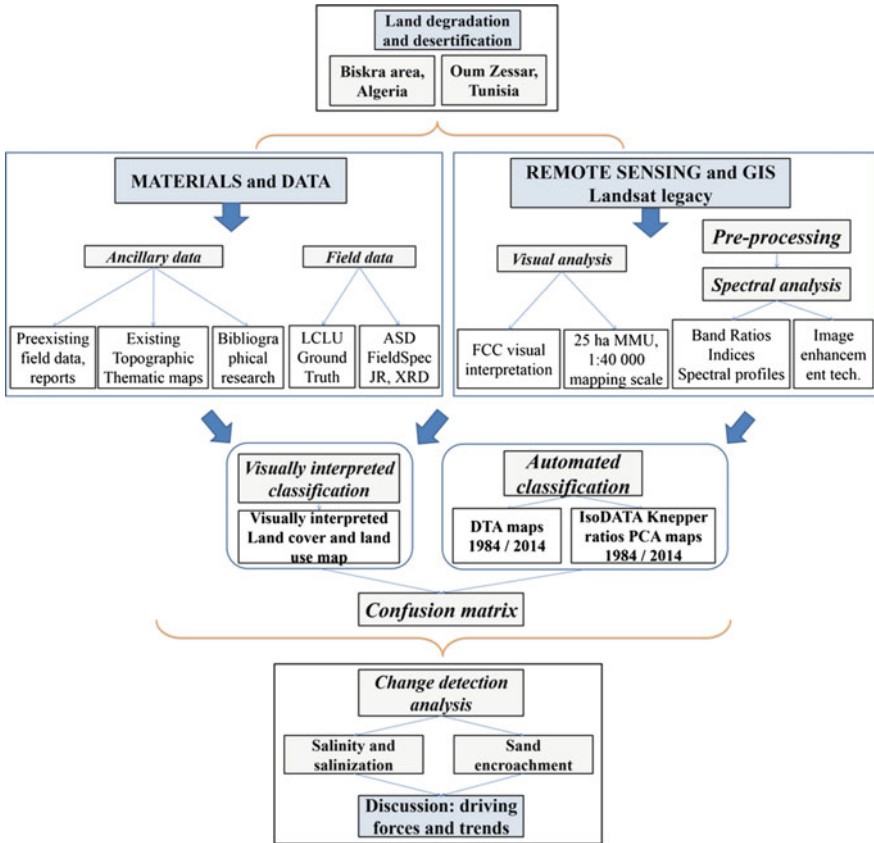 Land degradation
and desertification
Biskra area,
Algeria
Oum Zessar,
Tunisia
MATERIALS and DATA
Ancillary data
Field data
Preexisting
field data,
reports
Existing
Topographic
Thematic maps
Bibliogra
phical
research
LCLU
Ground
Truth
ASD
FieldSpec
JR, XRD
REMOTE SENSING and GIS
Landsat legacy
Visual analysis
Pre-processing
Spectral analysis
FCC visual
interpretation
25 ha MMU,
1:40 000
mapping scale
Band Ratios
Indices
Spectral profiles
Image
enhancem
ent tech.
Visually interpreted
classification
Visually interpreted
Land cover and land
use map
Automated
classification
DTA maps
1984 / 2014
IsoDATA Knepper
ratios PCA maps
1984 / 2014
Confusion matrix
Change detection
analysis
Salinity and
salinization
Sand
encroachment
Discussion: driving
forces and trends